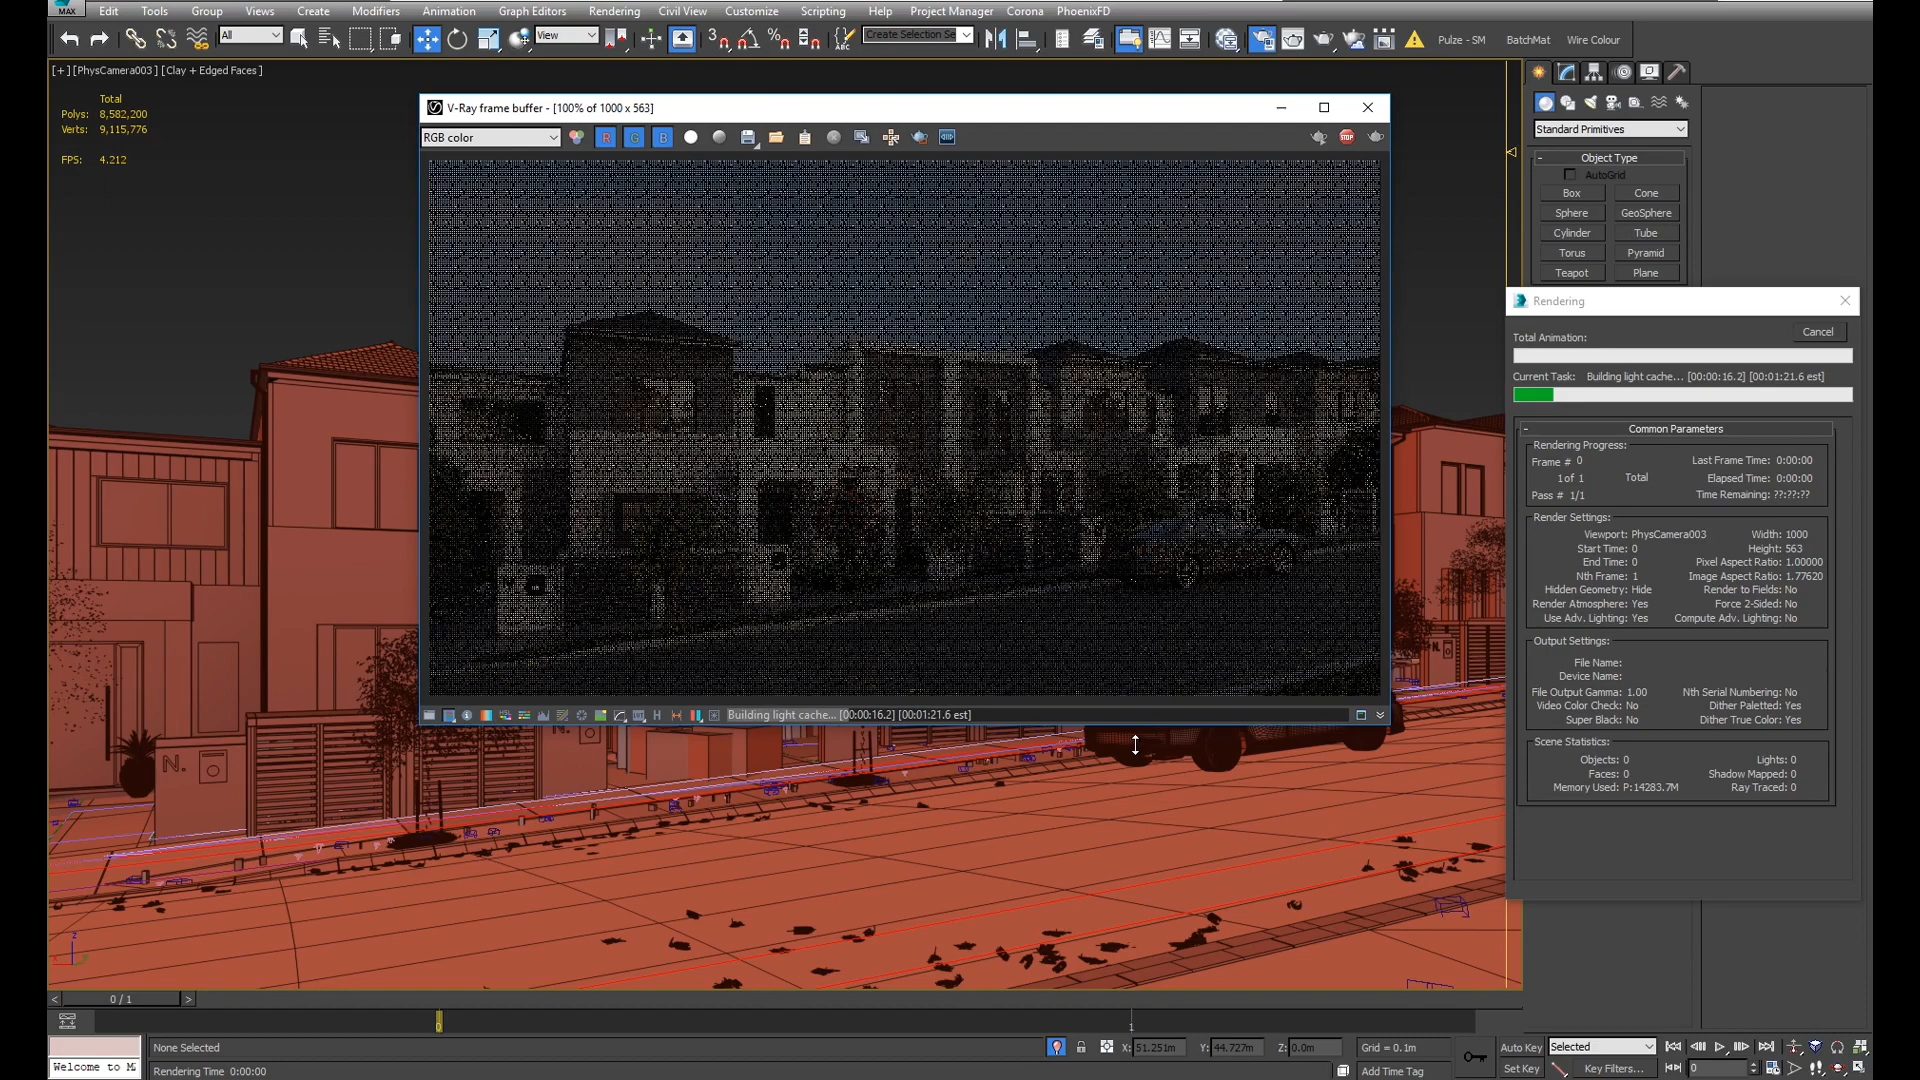 MAX Edit Tools Group Views Create Modifiers Animation Graph Editors Rendering Civil View Customize Scripting Help Project Manager Corona PhoenixFD
All View Create Selection Se Pulze - SM BatchMat Wire Colour
[+] [PhysCamera003 ] [Clay + Edged Faces ]
Total
Polys: 8,582,200
Verts: 9,115,776
FPS: 4.212
V-Ray frame buffer - [100% of 1000 x 563]
RGB color R G B STOP
Building light cache... [00:00:16.2] [00:01:21.6 est]
Standard Primitives
- Object Type
AutoGrid
Box Cone
Sphere GeoSphere
Cylinder Tube
Torus Pyramid
Teapot Plane
Rendering
Cancel
Total Animation:
Current Task: Building light cache... [00:00:16.2] [00:01:21.6 est]
- Common Parameters
Rendering Progress:
Frame # 0 Last Frame Time: 0:00:00
1 of 1 Total Elapsed Time: 0:00:00
Pass # 1/1 Time Remaining: ??:??:??
Render Settings:
Viewport: PhysCamera003 Width: 1000
Start Time: 0 Height: 563
End Time: 0 Pixel Aspect Ratio: 1.00000
Nth Frame: 1 Image Aspect Ratio: 1.77620
Hidden Geometry: Hide Render to Fields: No
Render Atmosphere: Yes Force 2-Sided: No
Use Adv. Lighting: Yes Compute Adv. Lighting: No
Output Settings:
File Name:
Device Name:
File Output Gamma: 1.00 Nth Serial Numbering: No
Video Color Check: No Dither Paletted: Yes
Super Black: No Dither True Color: Yes
Scene Statistics:
Objects: 0 Lights: 0
Faces: 0 Shadow Mapped: 0
Memory Used: P:14283.7M Ray Traced: 0
N. N.
< 0 / 1 >
0 1
None Selected X: 51.251m Y: 44.727m Z: 0.0m Grid = 0.1m Auto Key Selected
Welcome to M Rendering Time 0:00:00 Add Time Tag Set Key Key Filters... 0